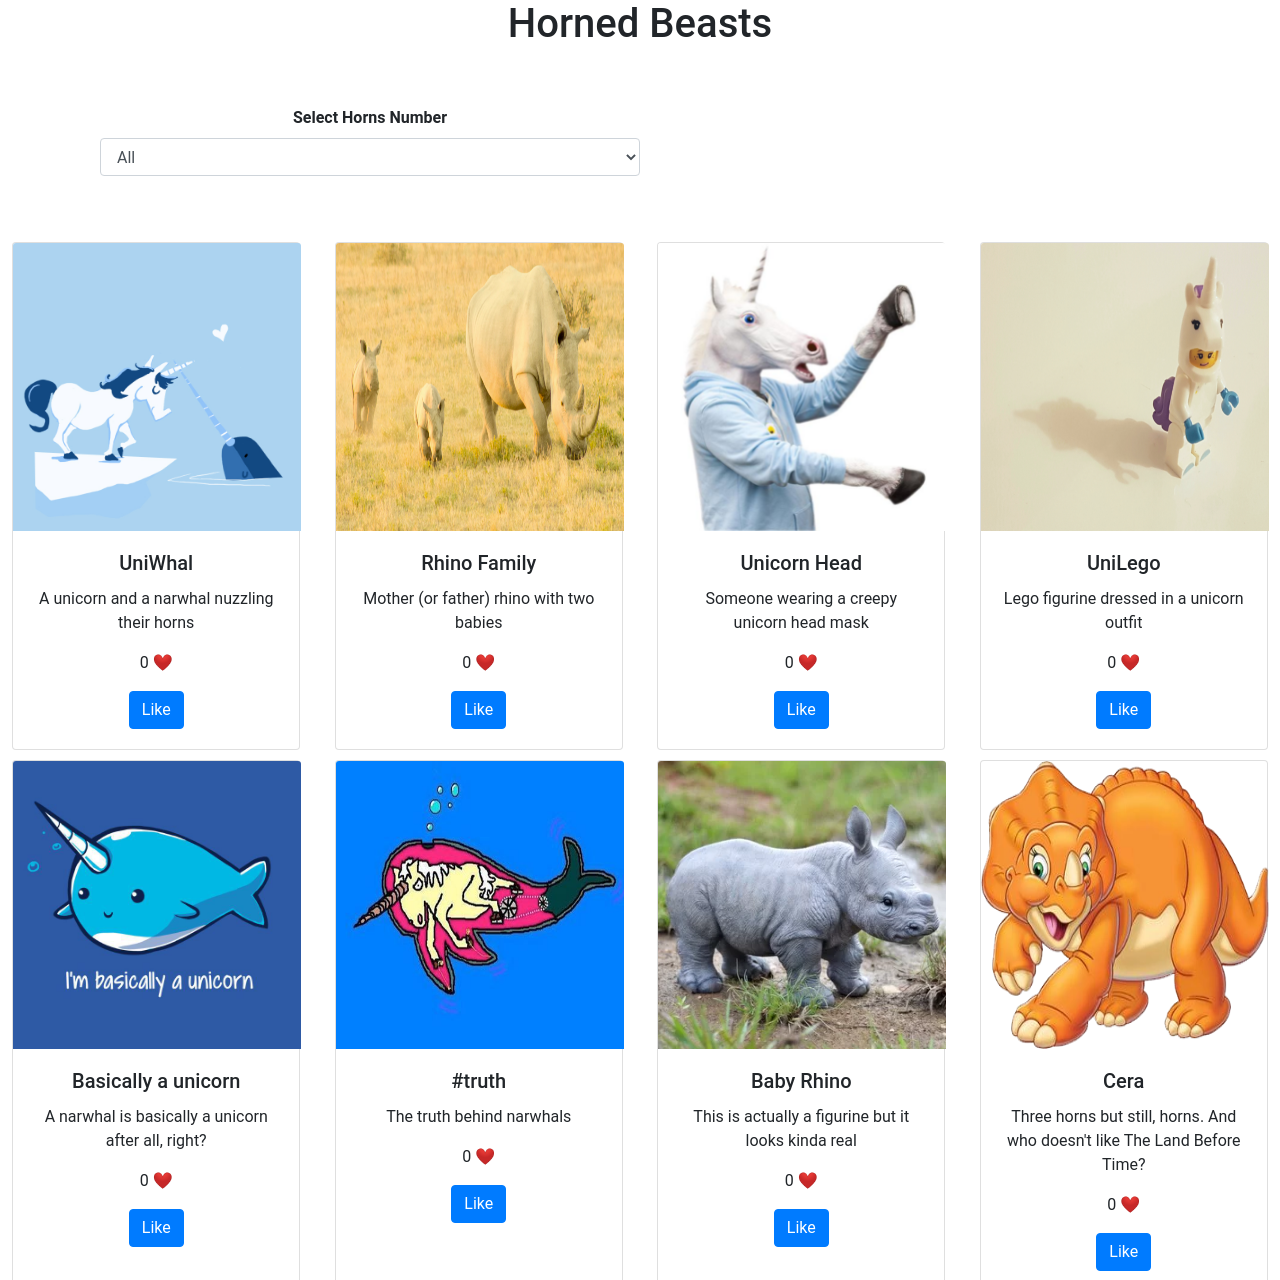 Horned Beasts
Select Horns Number
All
UniWhal
A unicorn and a narwhal nuzzling
their horns
0 ❤️
Like
Rhino Family
Mother (or father) rhino with two
babies
0 ❤️
Like
Unicorn Head
Someone wearing a creepy
unicorn head mask
0 ❤️
Like
UniLego
Lego figurine dressed in a unicorn
outfit
0 ❤️
Like
I'm basically a unicorn
Basically a unicorn
A narwhal is basically a unicorn
after all, right?
0 ❤️
Like
#truth
The truth behind narwhals
0 ❤️
Like
Baby Rhino
This is actually a figurine but it
looks kinda real
0 ❤️
Like
Cera
Three horns but still, horns. And
who doesn't like The Land Before
Time?
0 ❤️
Like